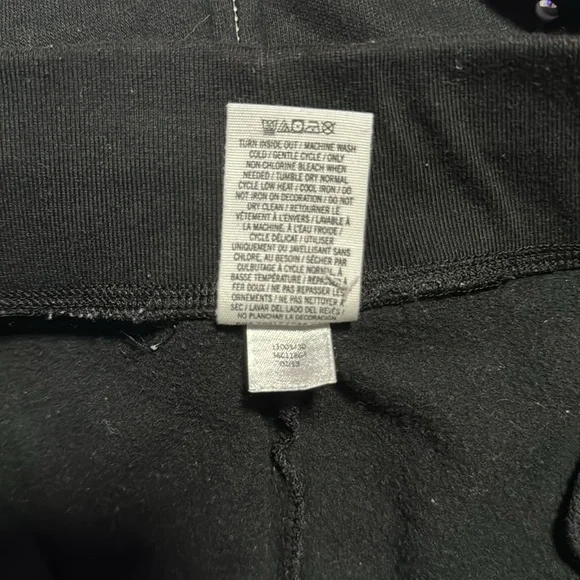 TURN INSIDE OUT / MACHINE WASH
COLD / GENTLE CYCLE / ONLY
NON-CHLORINE BLEACH WHEN
NEEDED / TUMBLE DRY NORMAL
CYCLE LOW HEAT / COOL IRON / DO
NOT IRON ON DECORATION / DO NOT
DRY CLEAN / RETOURNER LE
VÊTEMENT À L'ENVERS / LAVABLE À
LA MACHINE, À L'EAU FROIDE /
CYCLE DÉLICAT / UTILISER
UNIQUEMENT DU JAVELLISANT SANS
CHLORE, AU BESOIN / SÉCHER PAR
CULBUTAGE À CYCLE NORMAL, À
BASSE TEMPÉRATURE / REPASSER AU
FER DOUX / NE PAS REPASSER LES
ORNEMENTS / NE PAS NETTOYER À
SEC / LAVAR DEL LADO DEL REVÉS /
NO PLANCHAR LA DECORACIÓN